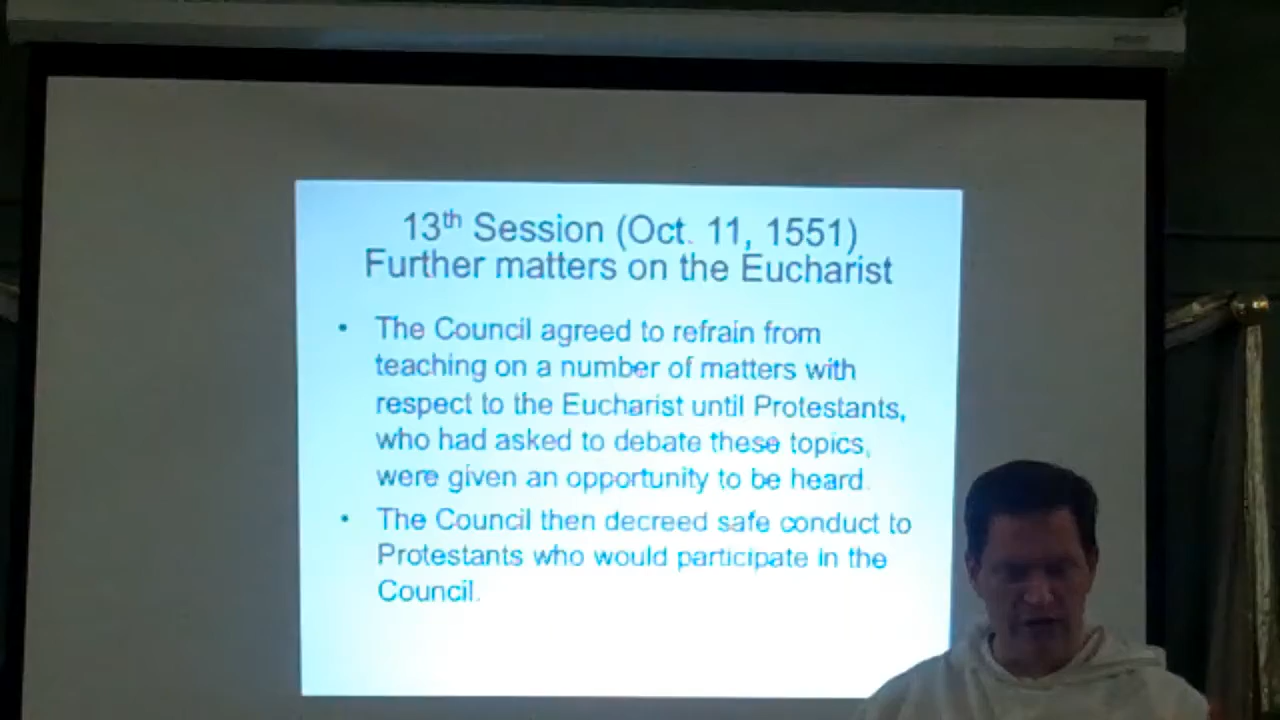 13th Session (Oct. 11, 1551)
Further matters on the Eucharist
• The Council agreed to refrain from
teaching on a number of matters with
respect to the Eucharist until Protestants,
who had asked to debate these topics,
were given an opportunity to be heard.
• The Council then decreed safe conduct to
Protestants who would participate in the
Council.